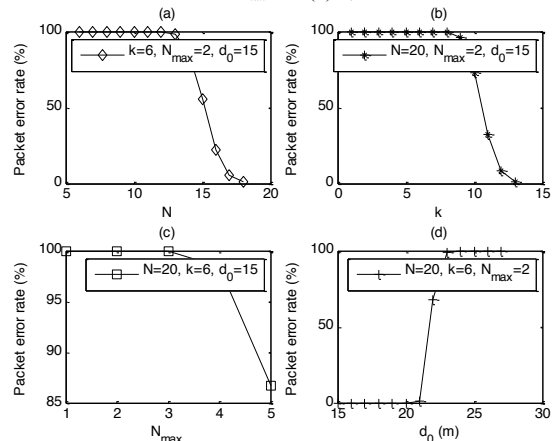 (a)
100
50
0
5 10 15 20
N
Packet error rate (%)
k=6, N_max=2, d_0=15
(b)
100
50
0
0 5 10 15
k
Packet error rate (%)
N=20, N_max=2, d_0=15
(c)
100
95
90
85
1 2 3 4 5
N_max
Packet error rate (%)
N=20, k=6, d_0=15
(d)
100
50
0
15 20 25 30
d_0 (m)
Packet error rate (%)
N=20, k=6, N_max=2